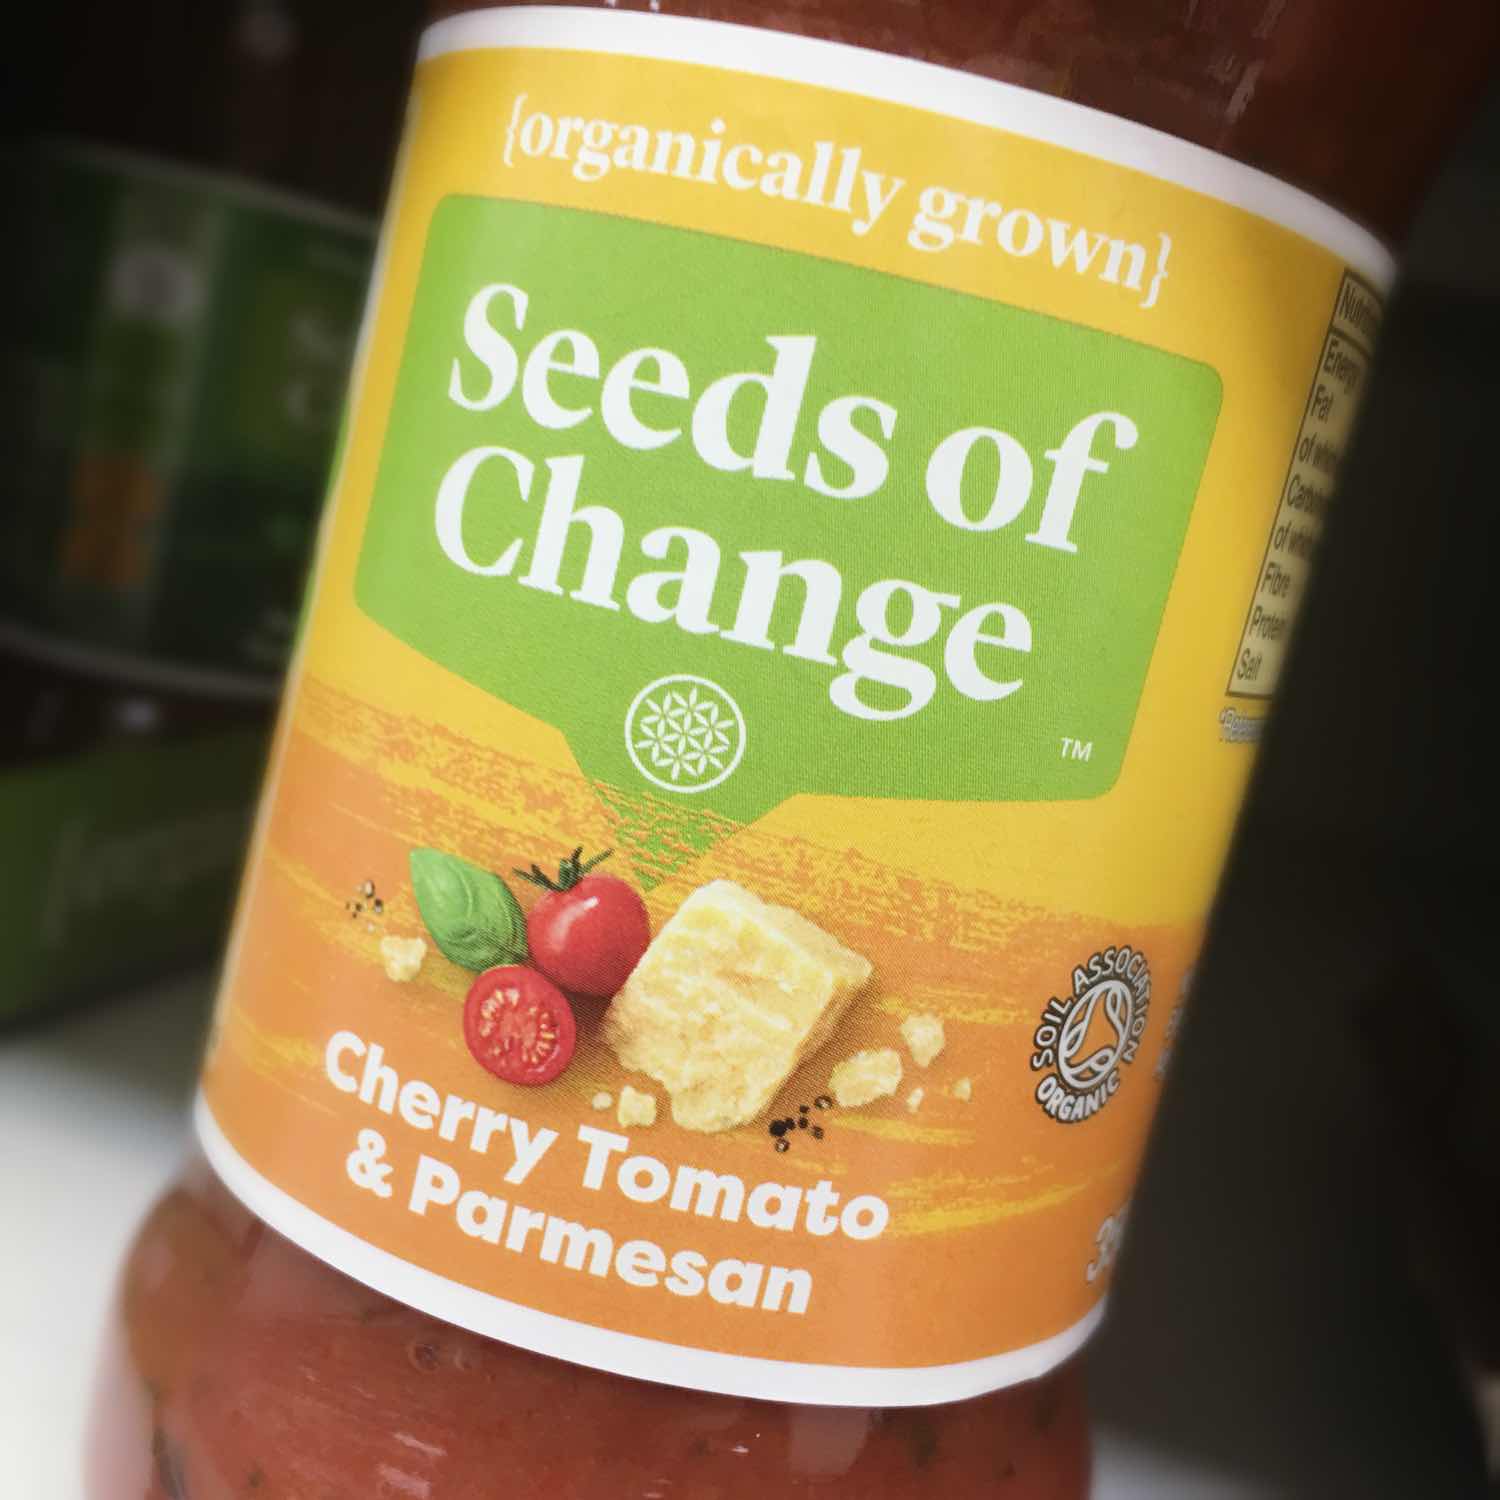 {organically grown}
Seeds of
Change
TM
Cherry Tomato
& Parmesan
SOIL ASSOCIATION
ORGANIC
Energy
Fat
Fibre
Protein
Salt